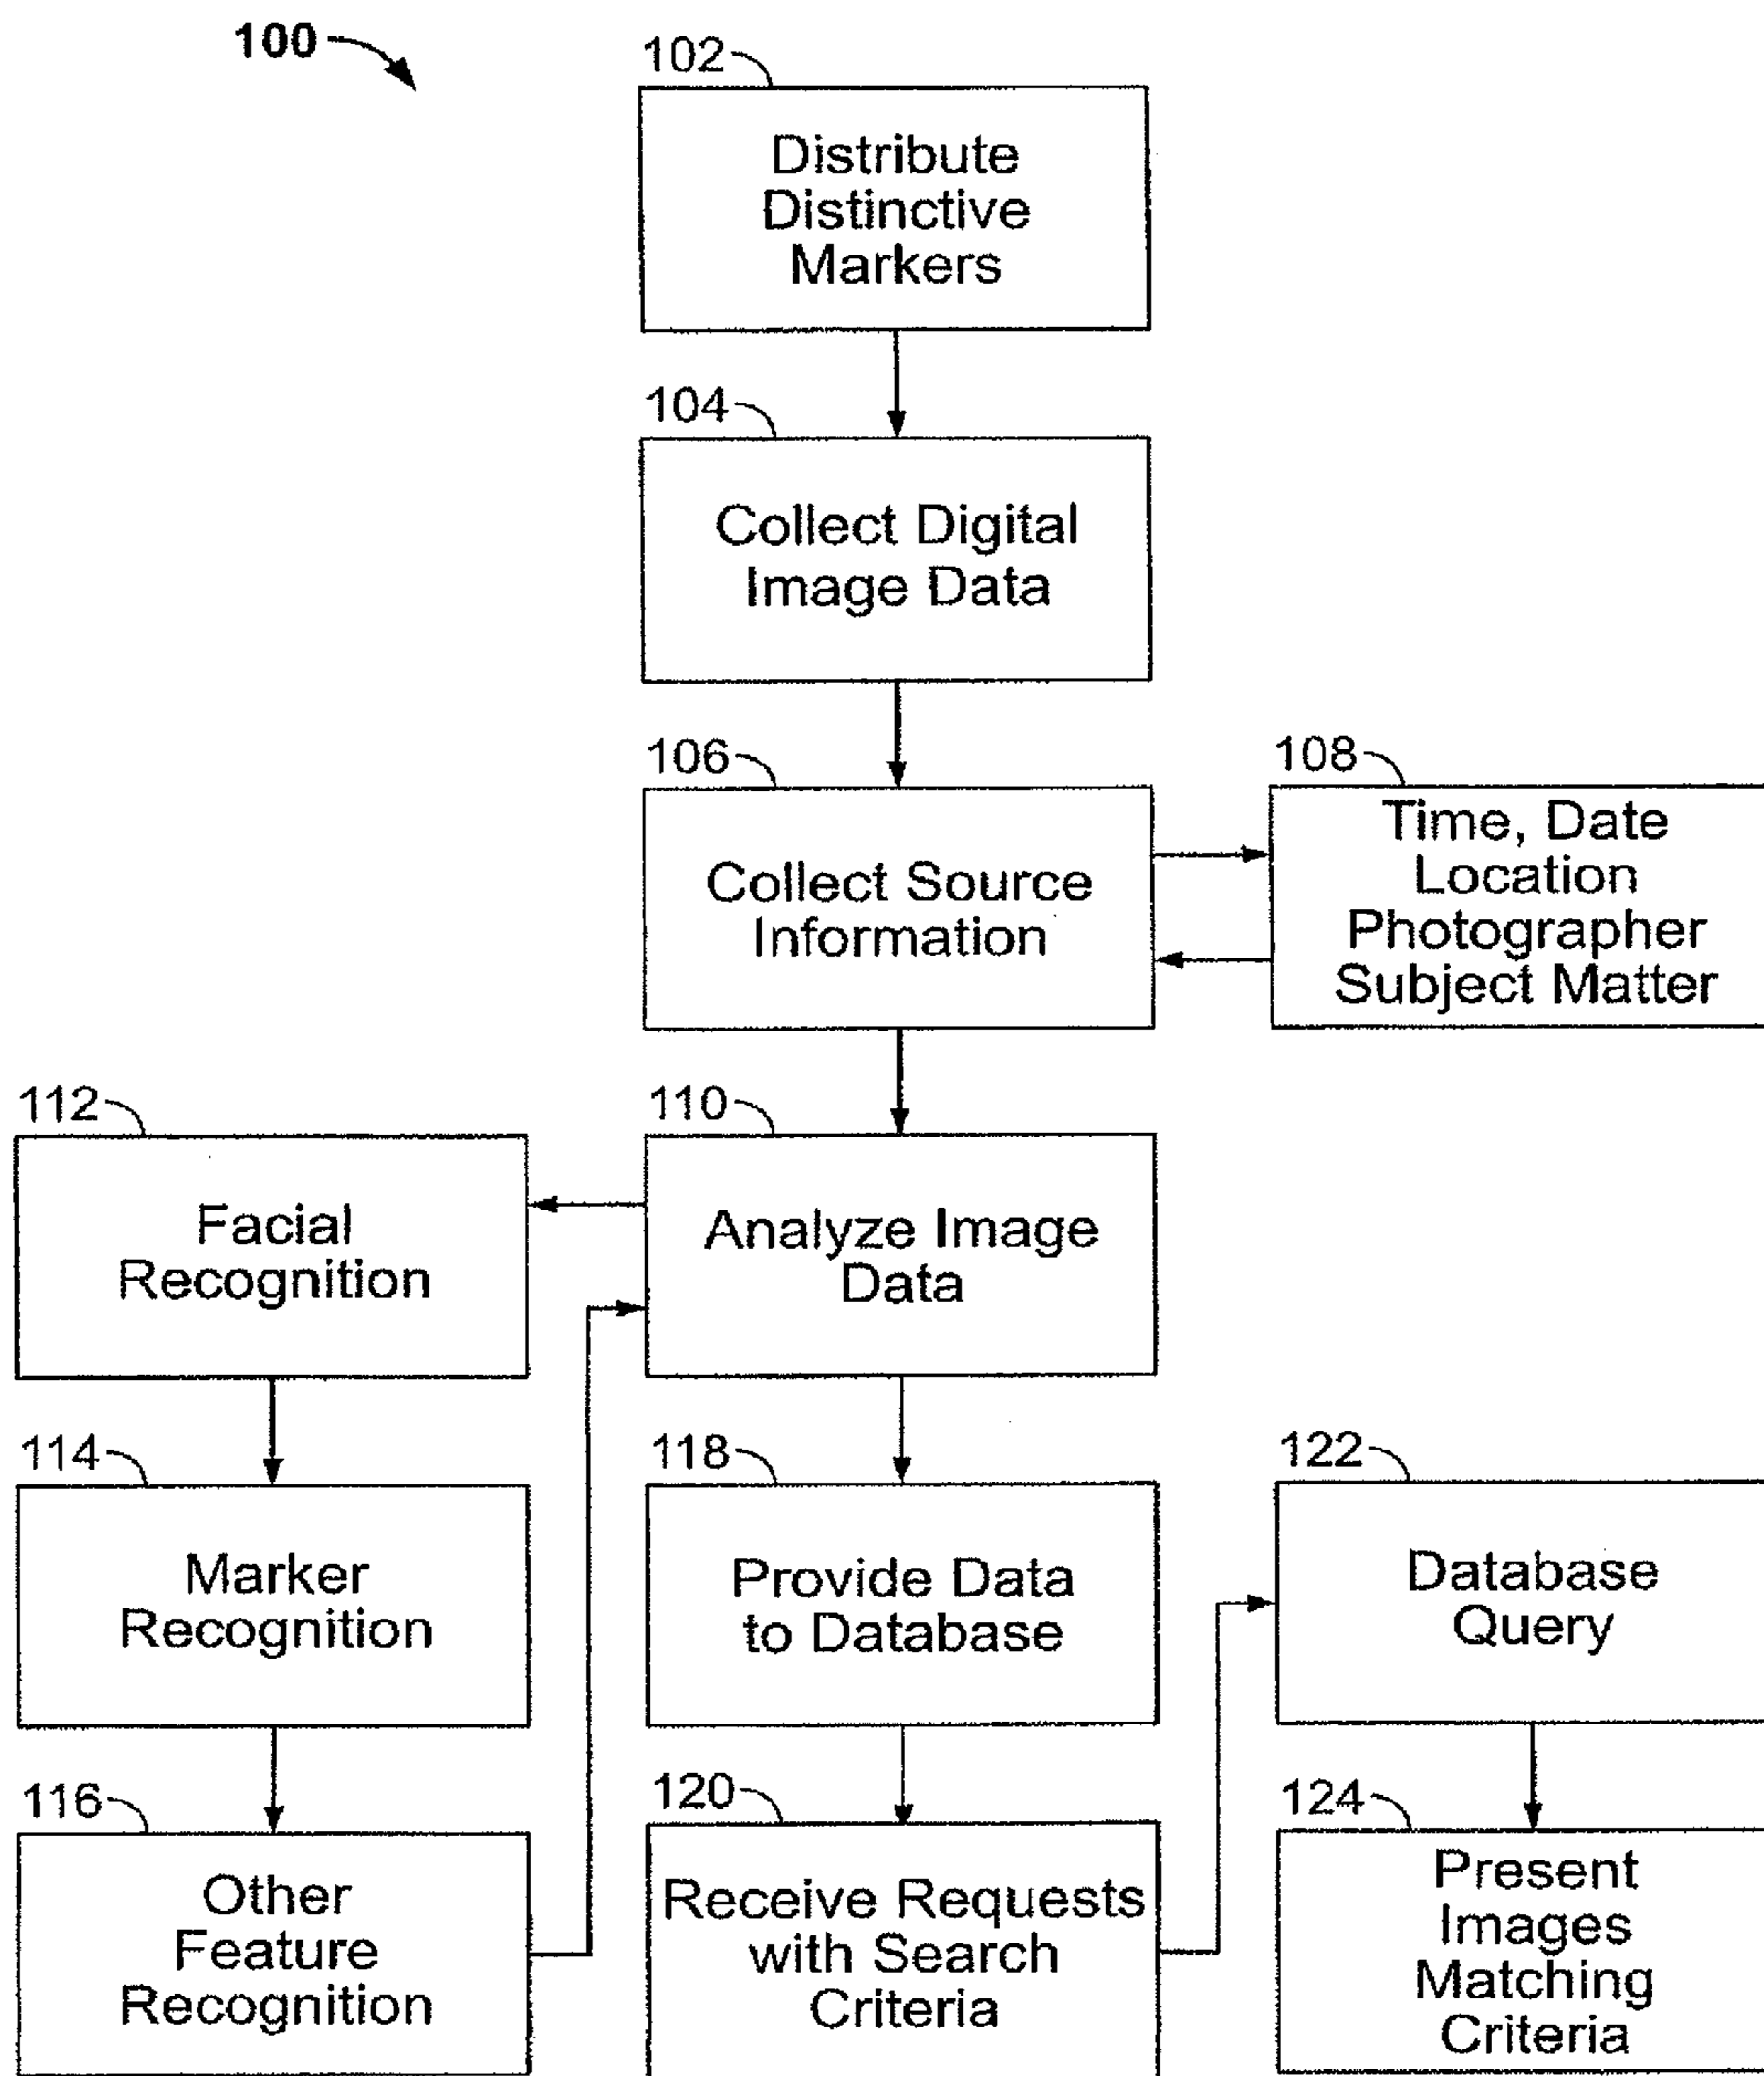 100
102
Distribute
Distinctive
Markers
104
Collect Digital
Image Data
106
Collect Source
Information
108
Time, Date
Location
Photographer
Subject Matter
112
Facial
Recognition
110
Analyze Image
Data
114
Marker
Recognition
118
Provide Data
to Database
122
Database
Query
116
Other
Feature
Recognition
120
Receive Requests
with Search
Criteria
124
Present
Images
Matching
Criteria